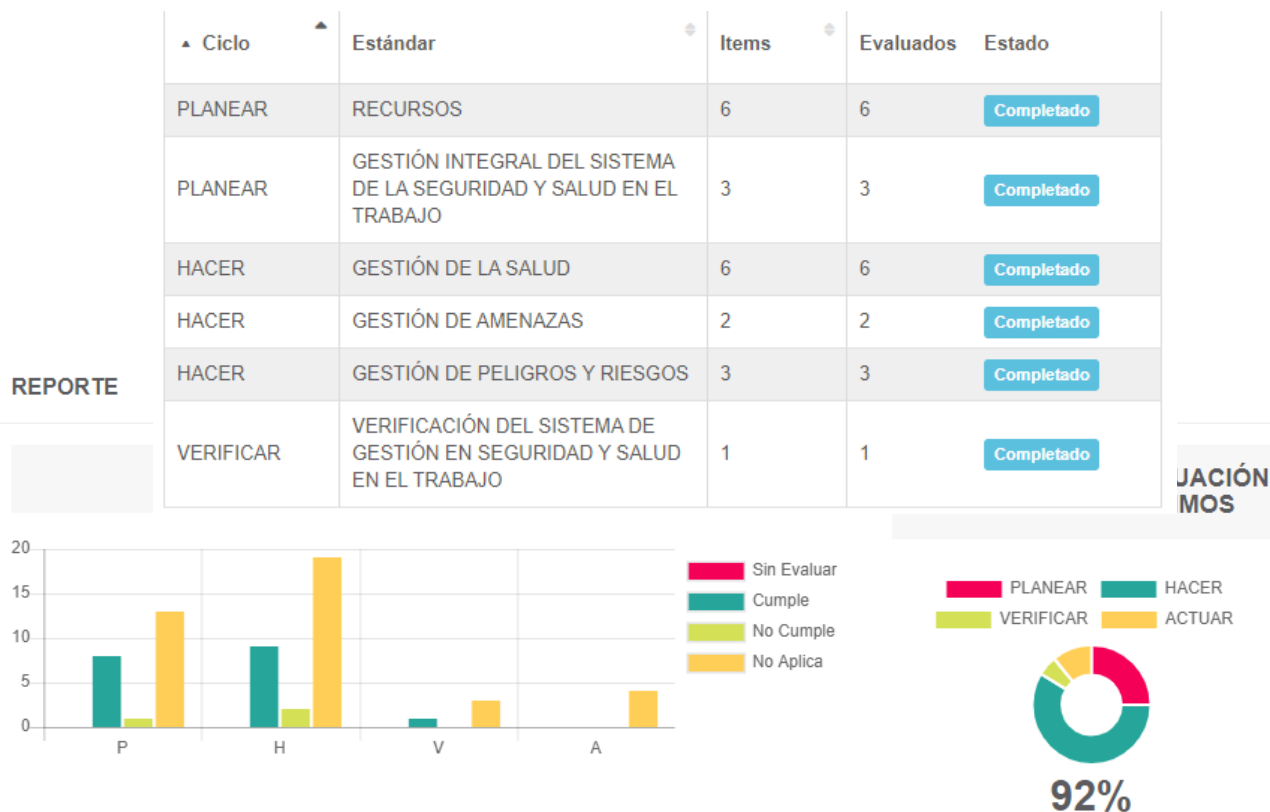 Ciclo Estándar Items Evaluados Estado
PLANEAR RECURSOS 6 6 Completado
PLANEAR GESTIÓN INTEGRAL DEL SISTEMA
DE LA SEGURIDAD Y SALUD EN EL
TRABAJO 3 3 Completado
HACER GESTIÓN DE LA SALUD 6 6 Completado
HACER GESTIÓN DE AMENAZAS 2 2 Completado
HACER GESTIÓN DE PELIGROS Y RIESGOS 3 3 Completado
REPORTE
VERIFICAR VERIFICACIÓN DEL SISTEMA DE
GESTIÓN EN SEGURIDAD Y SALUD
EN EL TRABAJO 1 1 Completado
UACIÓN
MOS
20
15
10
5
0
P H V A
Sin Evaluar
Cumple
No Cumple
No Aplica
PLANEAR HACER
VERIFICAR ACTUAR
92%